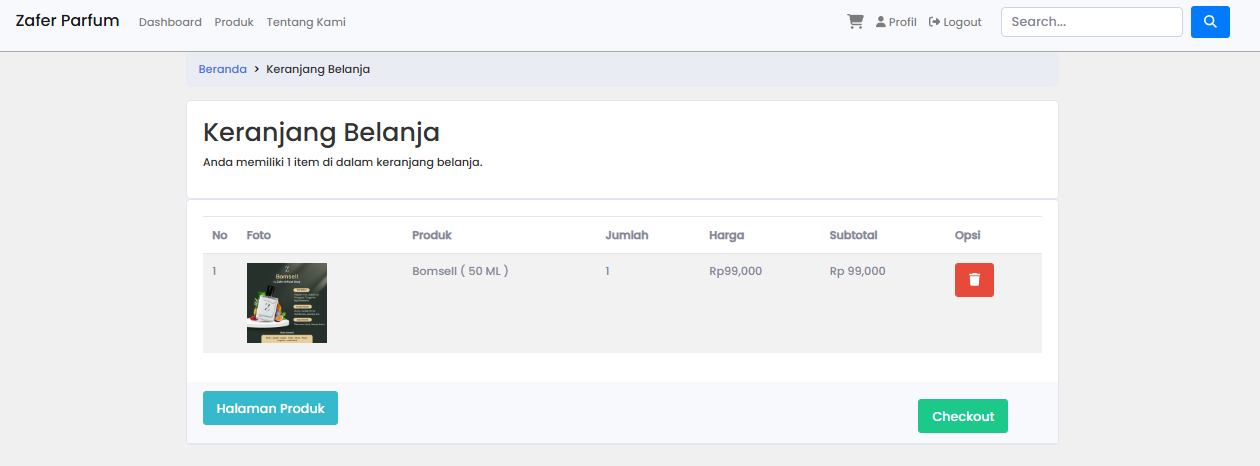 Zafer Parfum Dashboard Produk Tentang Kami Profil Logout Search...
Beranda > Keranjang Belanja
Keranjang Belanja
Anda memiliki 1 item di dalam keranjang belanja.
No Foto Produk Jumlah Harga Subtotal Opsi
1 Bomsell ( 50 ML ) 1 Rp99,000 Rp 99,000
Bomsell
Halaman Produk
Checkout